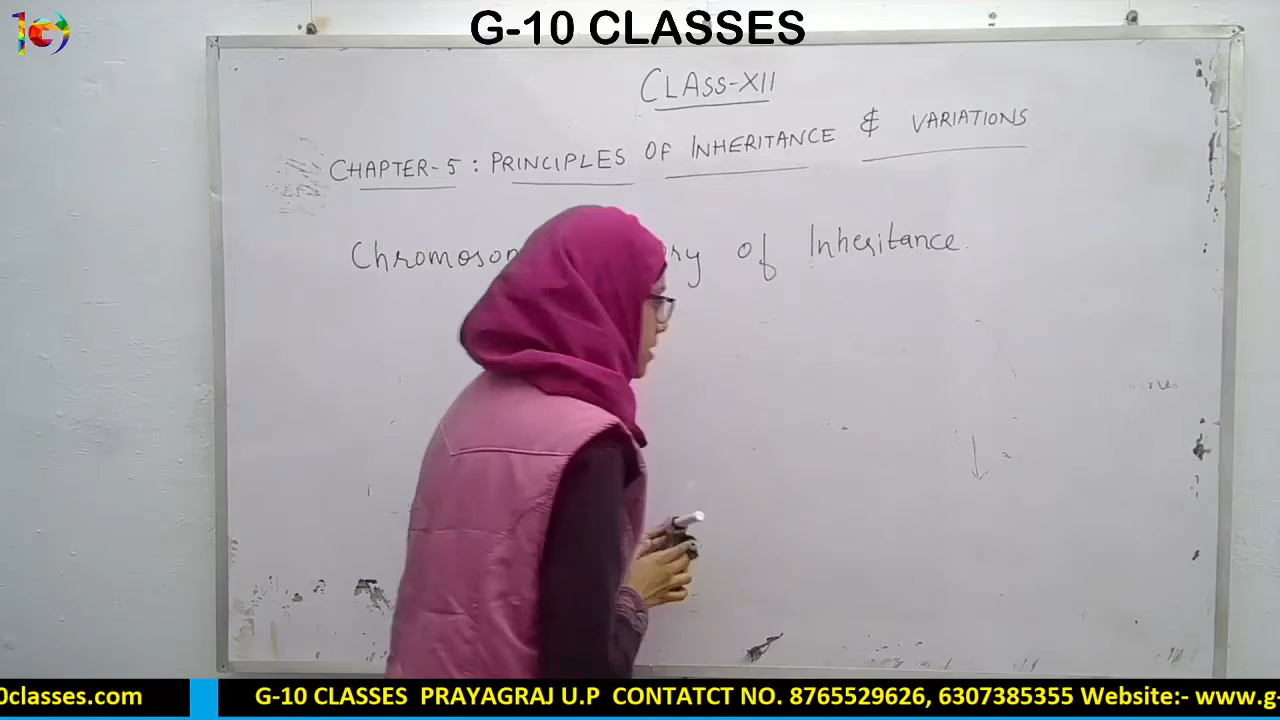 G-10 CLASSES
CLASS-XII
CHAPTER-5 : PRINCIPLES OF INHERITANCE & VARIATIONS
of Inheritance
0classes.com G-10 CLASSES PRAYAGRAJ U.P CONTATCT NO. 8765529626, 6307385355 Website:- www.g-